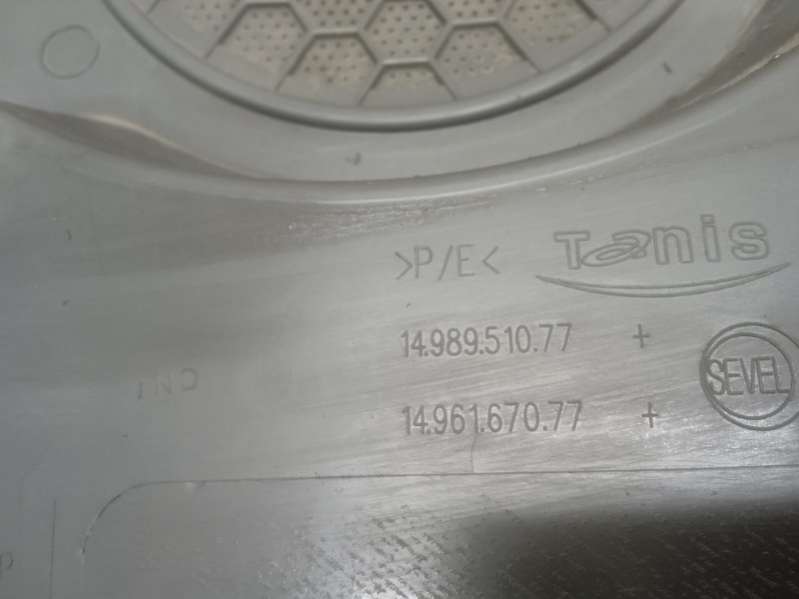 >P/E<
Tanis
14.989.510.77 +
SEVEL
14.961.670.77 +